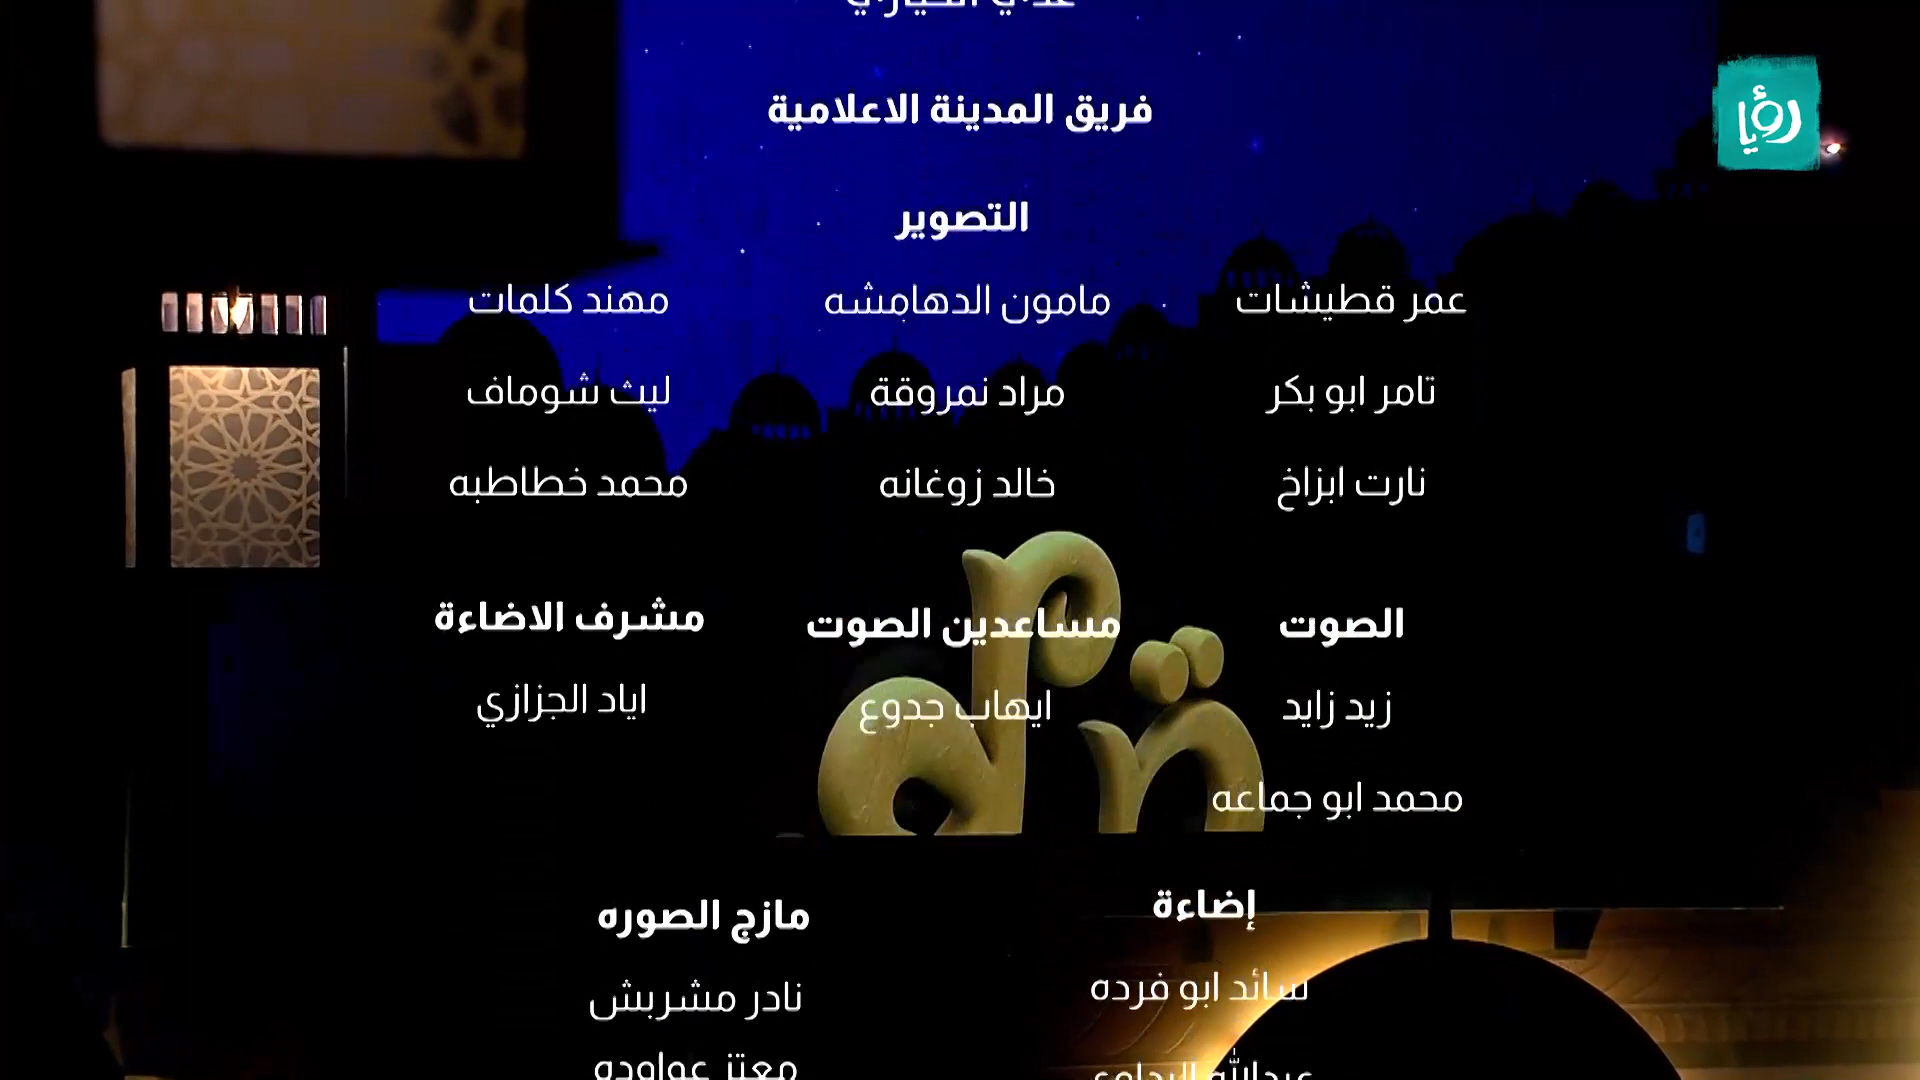 رؤيا
فريق المدينة الاعلامية
التصوير
عمر قطيشات مامون الدهامشه مهند كلمات
تامر ابو بكر مراد نمروقة ليث شوماف
نارت ابزاخ خالد زوغانه محمد خطاطبه
الصوت مساعدين الصوت مشرف الاضاءة
زيد زايد ايهاب جدوع اياد الجزازي
محمد ابو جماعه
إضاءة مازج الصوره
سائد ابو فرده نادر مشربش
معتز عواوده